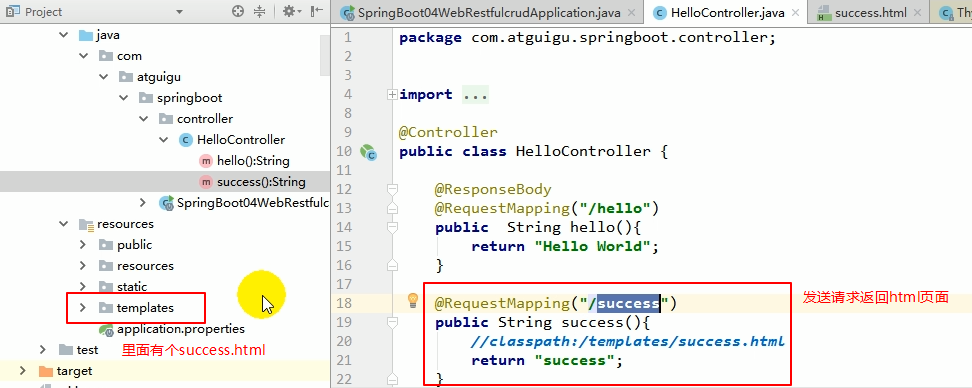 Project
SpringBoot04WebRestfulcrudApplication.java
HelloController.java
success.html
java
com
atguigu
springboot
controller
HelloController
hello():String
success():String
SpringBoot04WebRestfulc
resources
public
resources
static
templates
application.properties
test
里面有个success.html
target
1 package com.atguigu.springboot.controller;
2
3
4 import ...
8
9 @Controller
10 public class HelloController {
11
12 @ResponseBody
13 @RequestMapping("/hello")
14 public String hello(){
15 return "Hello World";
16 }
17
18 @RequestMapping("/success")
19 public String success(){
20 //classpath:/templates/success.html
21 return "success";
22 }
发送请求返回html页面